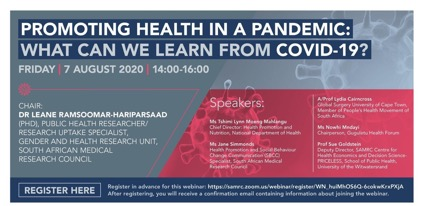 PROMOTING HEALTH IN A PANDEMIC:
WHAT CAN WE LEARN FROM COVID-19?
FRIDAY | 7 AUGUST 2020 | 14:00-16:00
CHAIR:
DR LEANE RAMSOOMAR-HARIPARSAAD
(PHD), PUBLIC HEALTH RESEARCHER/
RESEARCH UPTAKE SPECIALIST,
GENDER AND HEALTH RESEARCH UNIT,
SOUTH AFRICAN MEDICAL
RESEARCH COUNCIL
Speakers:
Ms Tshimi Lynn Moeng-Mahlangu
Chief Director: Health Promotion and
Nutrition, National Department of Health
Ms Jane Simmonds
Health Promotion and Social Behaviour
Change Communication (SBCC)
Specialist, South African Medical
Research Council
A/Prof Lydia Cairncross
Global Surgery University of Cape Town;
Member of People's Health Movement of
South Africa
Ms Nowli Medayi
Chairperson, Gugulatu Health Forum
Prof Sue Goldstein
Deputy Director, SAMRC Centre for
Health Economics and Decision Science
PRICELESS, School of Public Health,
University of the Witwatersrand
REGISTER HERE
Register in advance for this webinar: https://samrc.zoom.us/webinar/register/
After registering, you will receive a confirmation email containing information about joining the webinar.